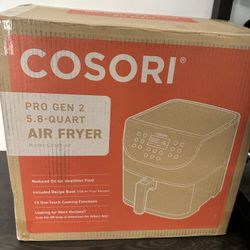 COSORI®
PRO GEN 2
5.8-QUART
AIR FRYER
Reduced Oil for Healthier Food
Included Recipe Book
13 One-Touch Cooking Functions
Looking for More Recipes?